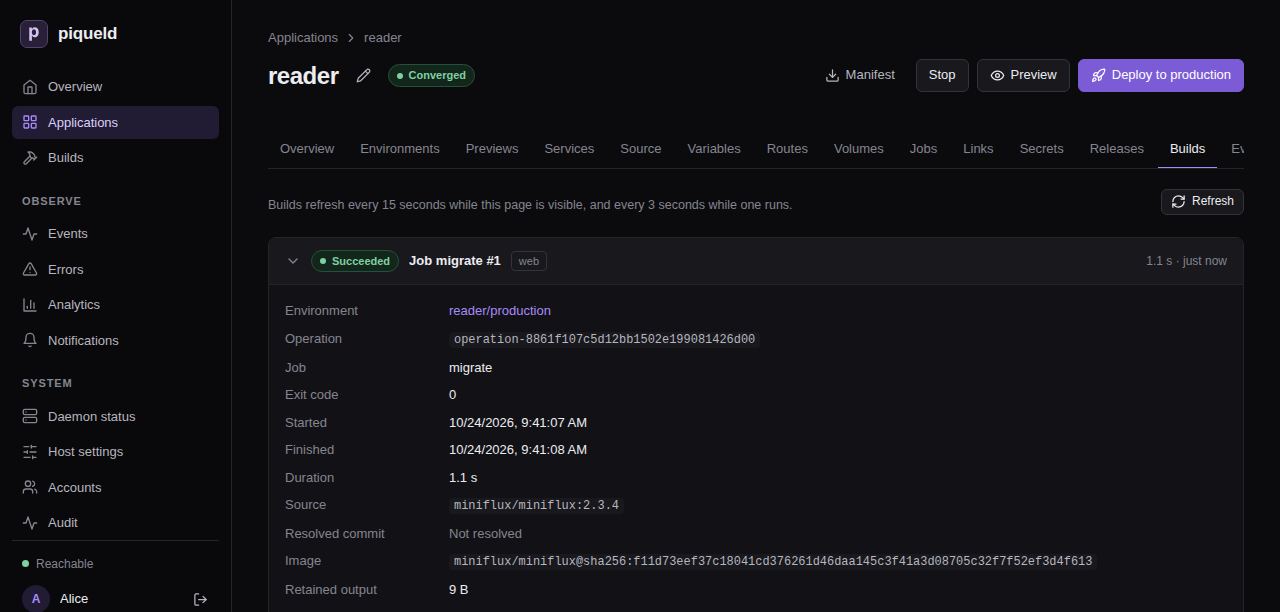 p piqueld
Overview
Applications
Builds
OBSERVE
Events
Errors
Analytics
Notifications
SYSTEM
Daemon status
Host settings
Accounts
Audit
Reachable
A Alice
Applications reader
reader Converged Manifest Stop Preview Deploy to production
Overview Environments Previews Services Source Variables Routes Volumes Jobs Links Secrets Releases Builds Ev
Builds refresh every 15 seconds while this page is visible, and every 3 seconds while one runs. Refresh
Succeeded Job migrate #1 web 1.1 s · just now
Environment reader/production
Operation operation-8861f107c5d12bb1502e199081426d00
Job migrate
Exit code 0
Started 10/24/2026, 9:41:07 AM
Finished 10/24/2026, 9:41:08 AM
Duration 1.1 s
Source miniflux/miniflux:2.3.4
Resolved commit Not resolved
Image miniflux/miniflux@sha256:f11d73eef37c18041cd376261d46daa145c3f41a3d08705c32f7f52ef3d4f613
Retained output 9 B